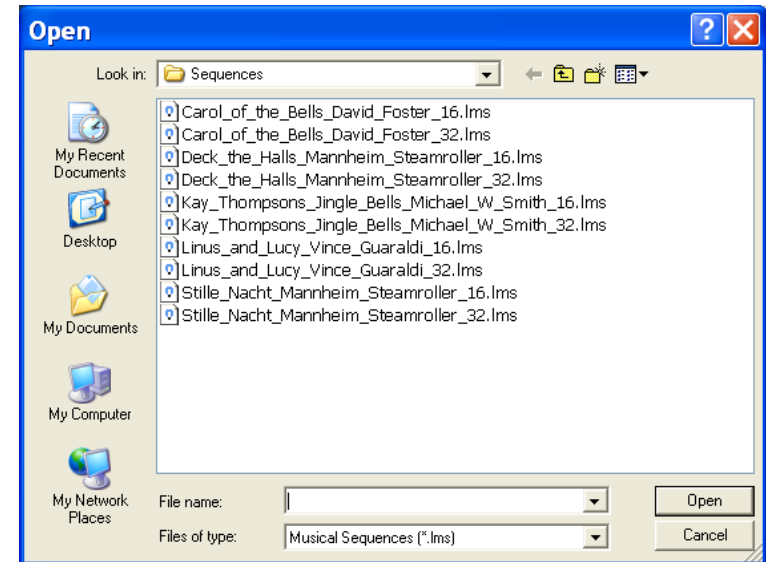 Open
Look in: Sequences
My Recent
Documents
Desktop
My Documents
My Computer
My Network
Places
Carol_of_the_Bells_David_Foster_16.lms
Carol_of_the_Bells_David_Foster_32.lms
Deck_the_Halls_Mannheim_Steamroller_16.lms
Deck_the_Halls_Mannheim_Steamroller_32.lms
Kay_Thompsons_Jingle_Bells_Michael_W_Smith_16.lms
Kay_Thompsons_Jingle_Bells_Michael_W_Smith_32.lms
Linus_and_Lucy_Vince_Guaraldi_16.lms
Linus_and_Lucy_Vince_Guaraldi_32.lms
Stille_Nacht_Mannheim_Steamroller_16.lms
Stille_Nacht_Mannheim_Steamroller_32.lms
File name: Open
Files of type: Musical Sequences (*.lms) Cancel